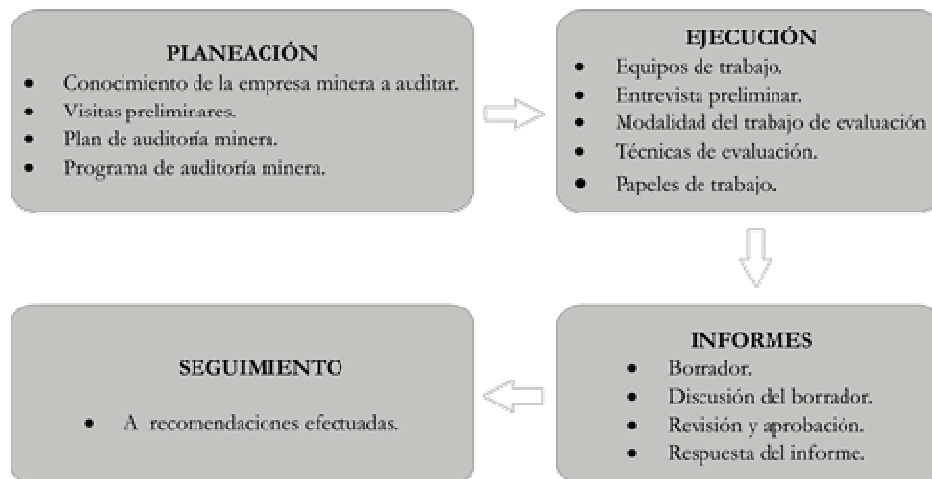 PLANEACIÓN
• Conocimiento de la empresa minera a auditar.
• Visitas preliminares.
• Plan de auditoría minera.
• Programa de auditoría minera.
EJECUCIÓN
• Equipos de trabajo.
• Entrevista preliminar.
• Modalidad del trabajo de evaluación
• Técnicas de evaluación.
• Papeles de trabajo.
INFORMES
• Borrador.
• Discusión del borrador.
• Revisión y aprobación.
• Respuesta del informe.
SEGUIMIENTO
• A recomendaciones efectuadas.